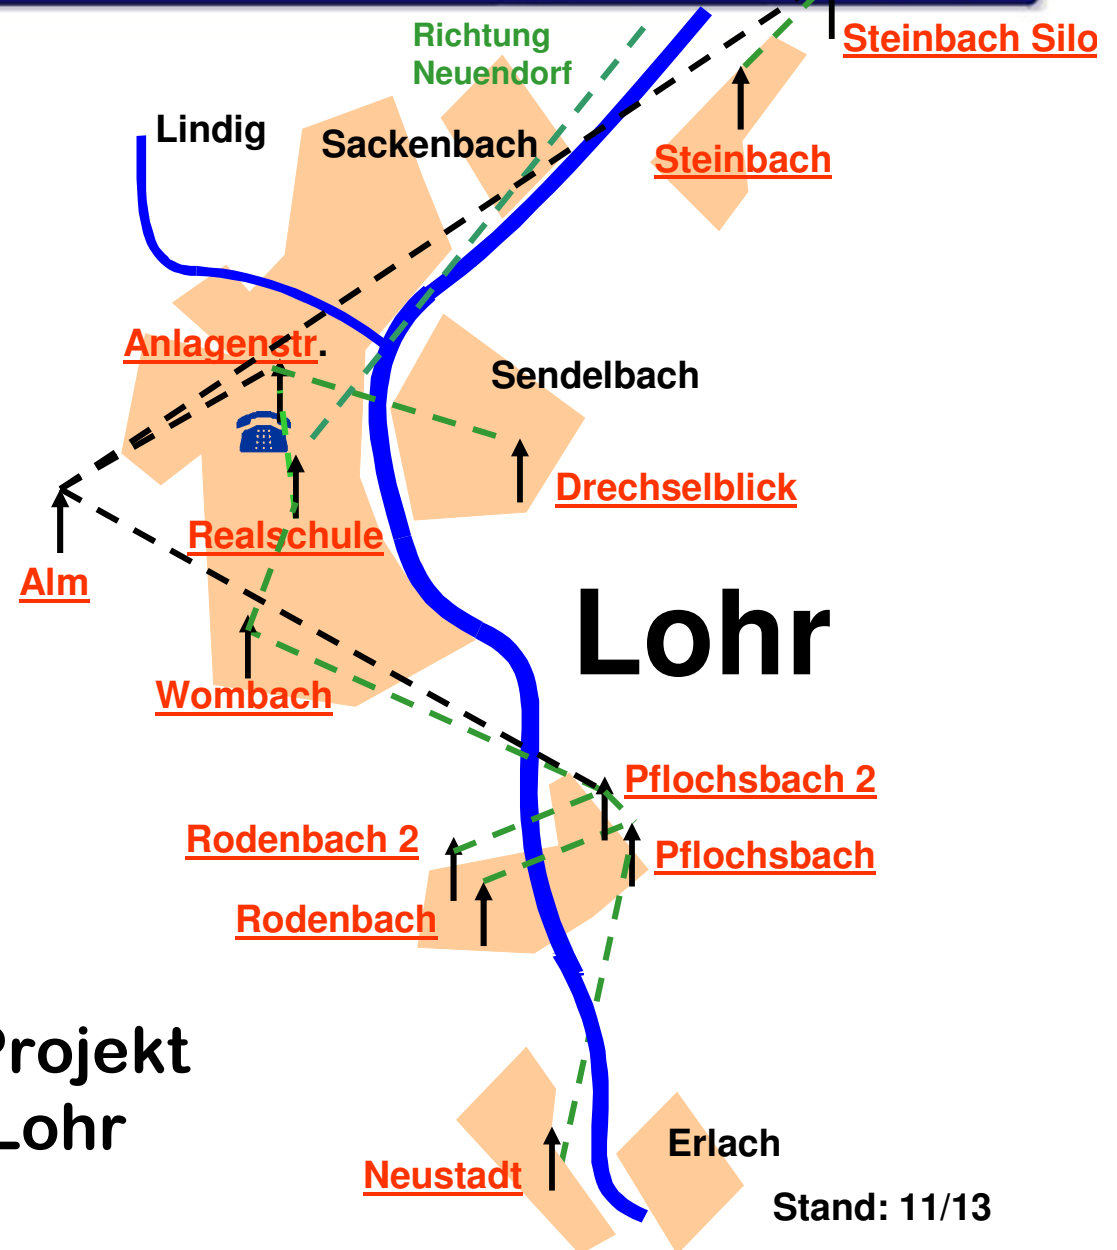 Richtung
Neuendorf
Steinbach Silo
Lindig
Sackenbach
Steinbach
Anlagenstr.
Sendelbach
Drechselblick
Realschule
Alm
Lohr
Wombach
Pflochsbach 2
Rodenbach 2
Pflochsbach
Rodenbach
Projekt
Lohr
Erlach
Neustadt
Stand: 11/13